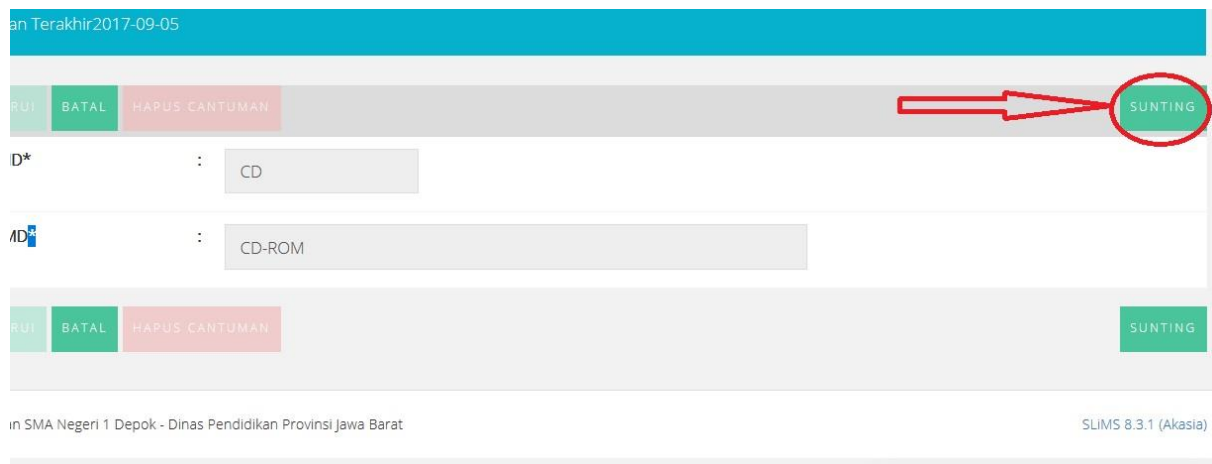 an Terakhir2017-09-05
RUI BATAL HAPUS CANTUMAN SUNTING
D* : CD
MD* : CD-ROM
RUI BATAL HAPUS CANTUMAN SUNTING
n SMA Negeri 1 Depok - Dinas Pendidikan Provinsi Jawa Barat SLiMS 8.3.1 (Akasia)